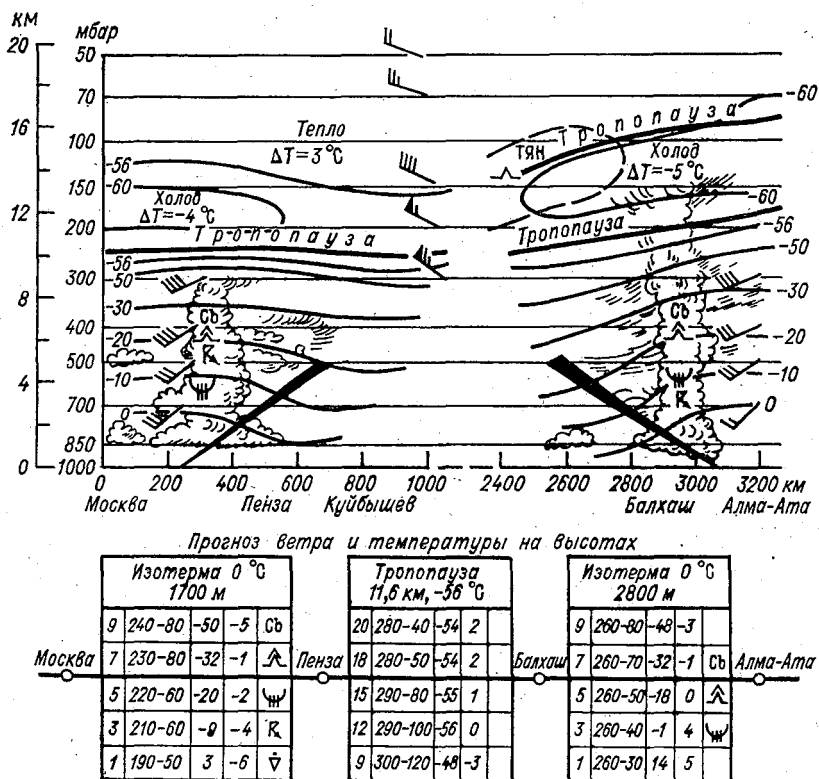 км
мбар
20
50
–60
70
16
Тропопауза
Тепло
ΔT=3°C
100
ТЯН
Холод
ΔT=–5°C
–56
150
–60
–60
12
Холод
ΔT=–4°C
200
Тропопауза
–56
Тропопауза
–50
–56
–50
300
8
–30
–30
Сb
Сb
400
–20
–20
500
4
–10
–10
700
0
0
850
0
1000
0 200 400 600 800 1000 2400 2600 2800 3000 3200 км
Москва Пенза Куйбышев Балхаш Алма-Ата
Прогноз ветра и температуры на высотах
Изотерма 0 °C
1700 м
9 240-80 -50 -5 Сb
7 230-80 -32 -1
5 220-60 -20 -2
3 210-60 -9 -4
1 190-50 3 -6
Тропопауза
11,6 км, -56 °C
20 280-40 -54 2
18 280-50 -54 2
15 290-80 -55 1
12 290-100 -56 0
9 300-120 -48 -3
Изотерма 0 °C
2800 м
9 260-80 -48 -3
7 260-70 -32 -1 Сb
5 260-50 -18 0
3 260-40 -1 4
1 260-30 14 5
Москва Пенза Балхаш Алма-Ата